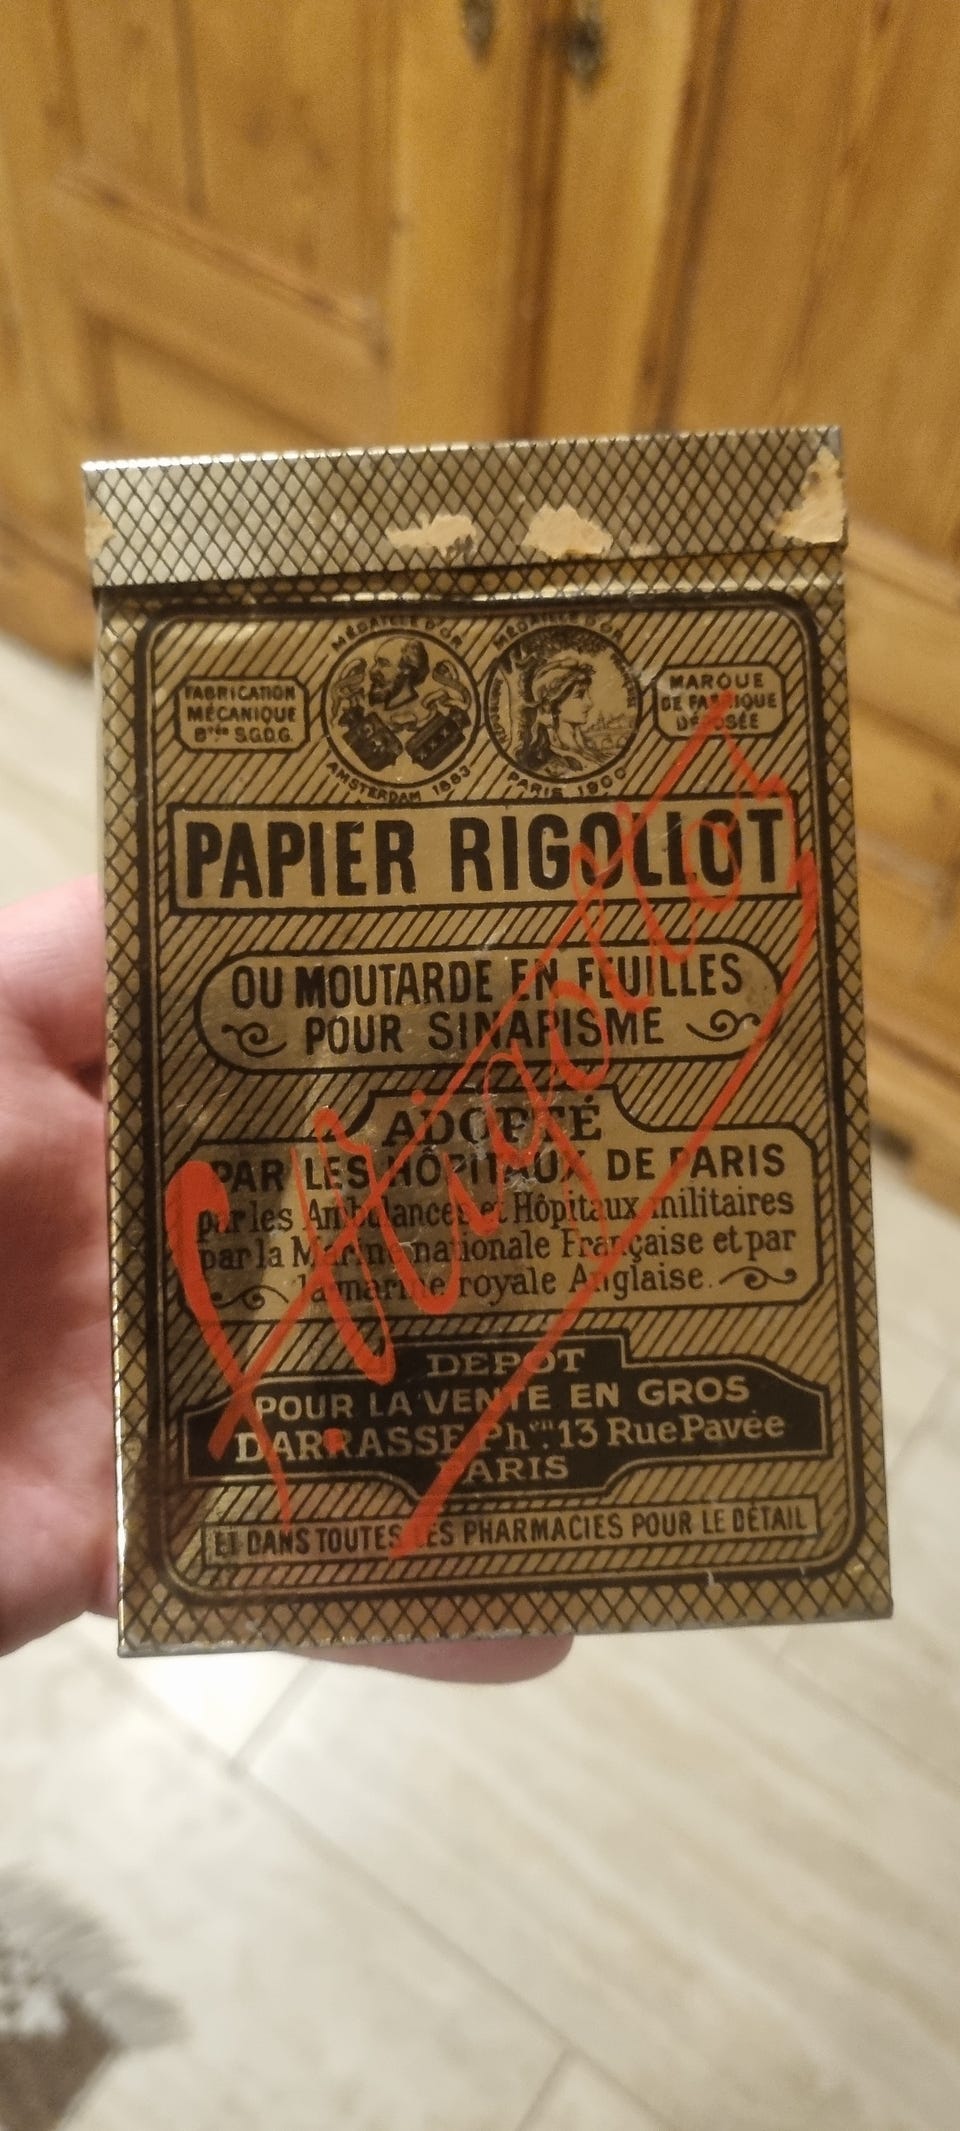 MÉDAILLE D'OR
AMSTERDAM 1883
MÉDAILLE D'OR
PARIS 1900
FABRICATION
MÉCANIQUE
Btée S.G.D.G.
MARQUE
DE FABRIQUE
DÉPOSÉE
PAPIER RIGOLLOT
OU MOUTARDE EN FEUILLES
POUR SINAPISME
ADOPTÉ
PAR LES HÔPITAUX DE PARIS
par les Ambulances et Hôpitaux militaires
par la Marine nationale Française et par
la marine royale Anglaise.
DÉPÔT
POUR LA VENTE EN GROS
DARRASSE Phen. 13 Rue Pavée
PARIS
ET DANS TOUTES LES PHARMACIES POUR LE DÉTAIL